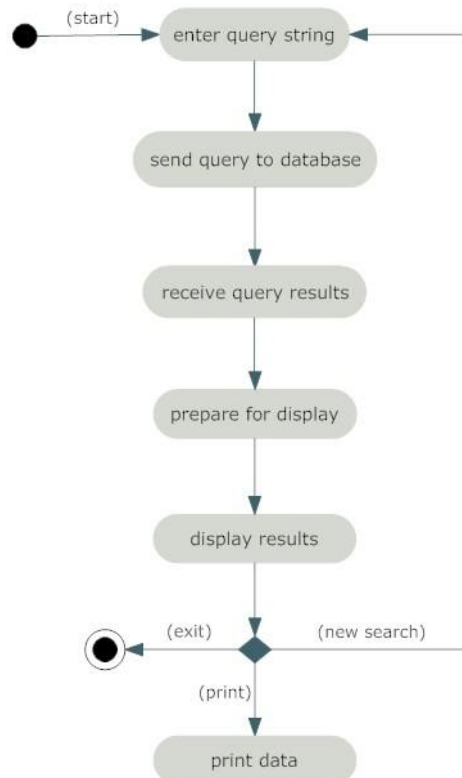 (start)
enter query string
send query to database
receive query results
prepare for display
display results
(exit)
(new search)
(print)
print data